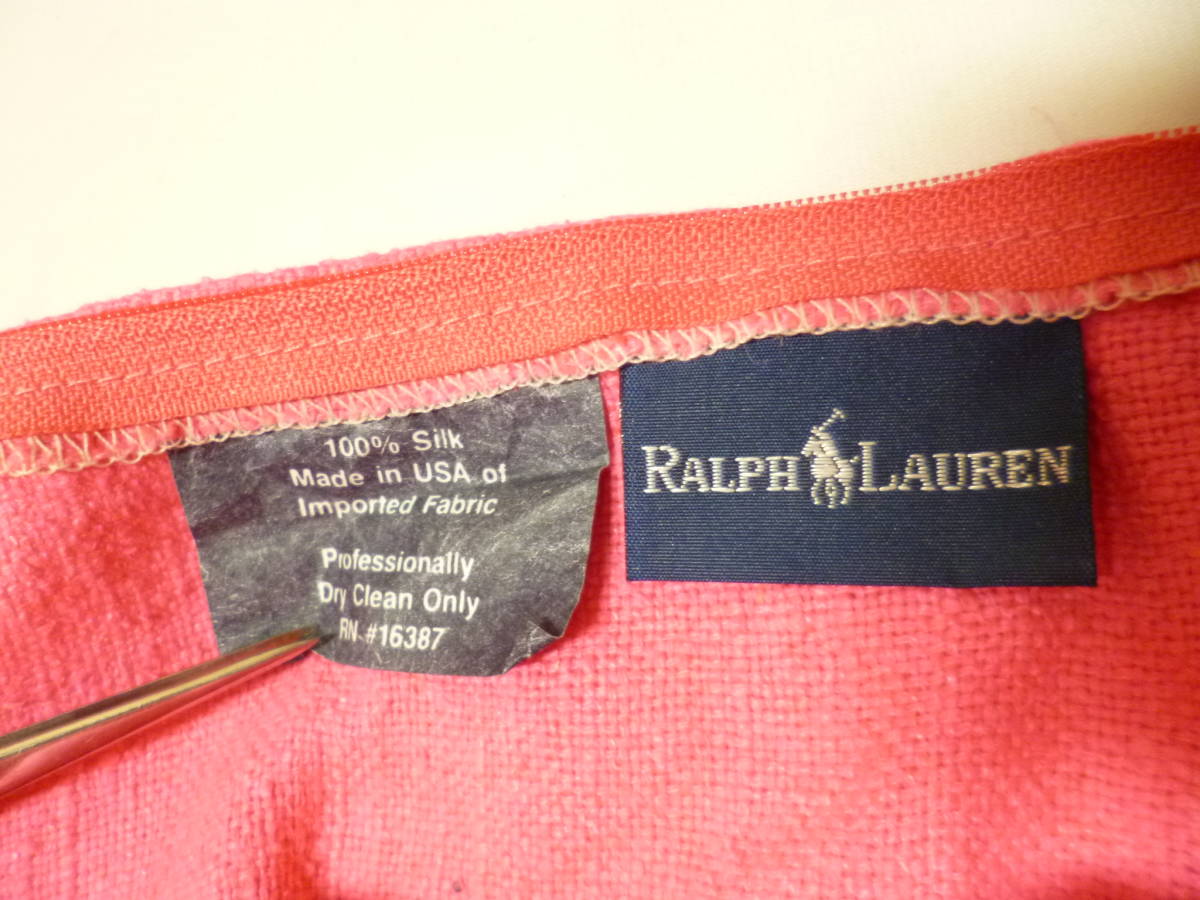 100% Silk
Made in USA of
Imported Fabric
Professionally
Dry Clean Only
RN #16387
RALPH LAUREN